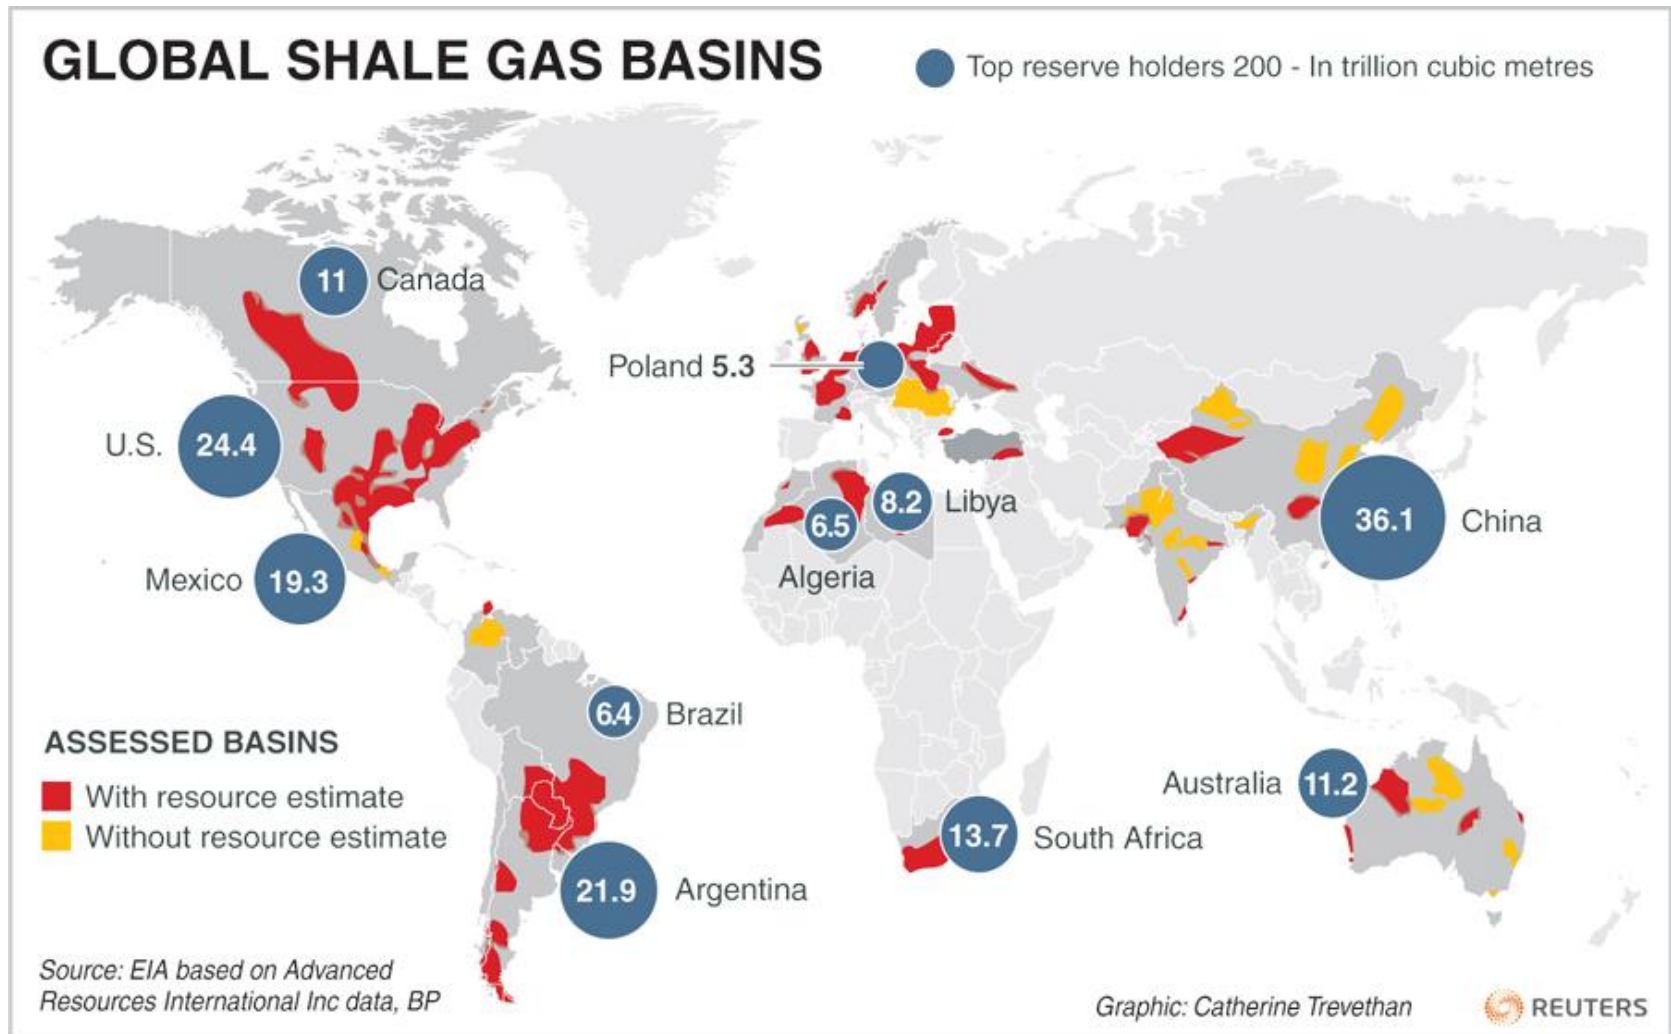 GLOBAL SHALE GAS BASINS
Top reserve holders 200 - In trillion cubic metres
11 Canada
Poland 5.3
U.S. 24.4
8.2 Libya
6.5
Algeria
36.1 China
Mexico 19.3
6.4 Brazil
ASSESSED BASINS
With resource estimate
Without resource estimate
Australia 11.2
13.7 South Africa
21.9 Argentina
Source: EIA based on Advanced
Resources International Inc data, BP
Graphic: Catherine Trevethan
REUTERS